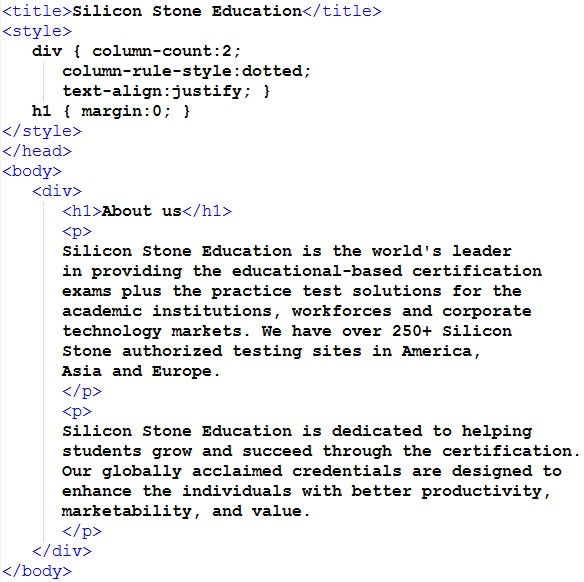 <title>Silicon Stone Education</title>
<style>
div { column-count:2;
column-rule-style:dotted;
text-align:justify; }
h1 { margin:0; }
</style>
</head>
<body>
<div>
<h1>About us</h1>
<p>
Silicon Stone Education is the world's leader
in providing the educational-based certification
exams plus the practice test solutions for the
academic institutions, workforces and corporate
technology markets. We have over 250+ Silicon
Stone authorized testing sites in America,
Asia and Europe.
</p>
<p>
Silicon Stone Education is dedicated to helping
students grow and succeed through the certification.
Our globally acclaimed credentials are designed to
enhance the individuals with better productivity,
marketability, and value.
</p>
</div>
</body>